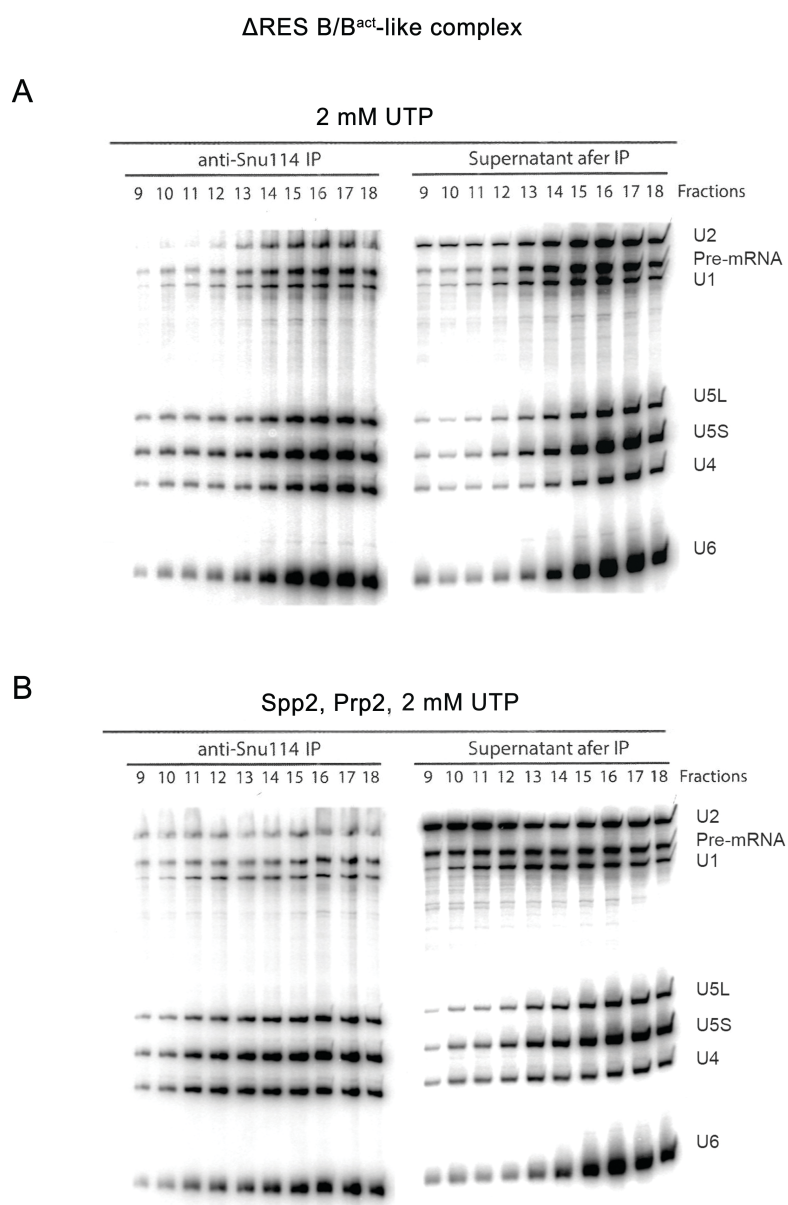 ΔRES B/Bact-like complex
A
2 mM UTP
anti-Snu114 IP Supernatant afer IP
9 10 11 12 13 14 15 16 17 18 9 10 11 12 13 14 15 16 17 18 Fractions
U2
Pre-mRNA
U1
U5L
U5S
U4
U6
B
Spp2, Prp2, 2 mM UTP
anti-Snu114 IP Supernatant afer IP
9 10 11 12 13 14 15 16 17 18 9 10 11 12 13 14 15 16 17 18 Fractions
U2
Pre-mRNA
U1
U5L
U5S
U4
U6